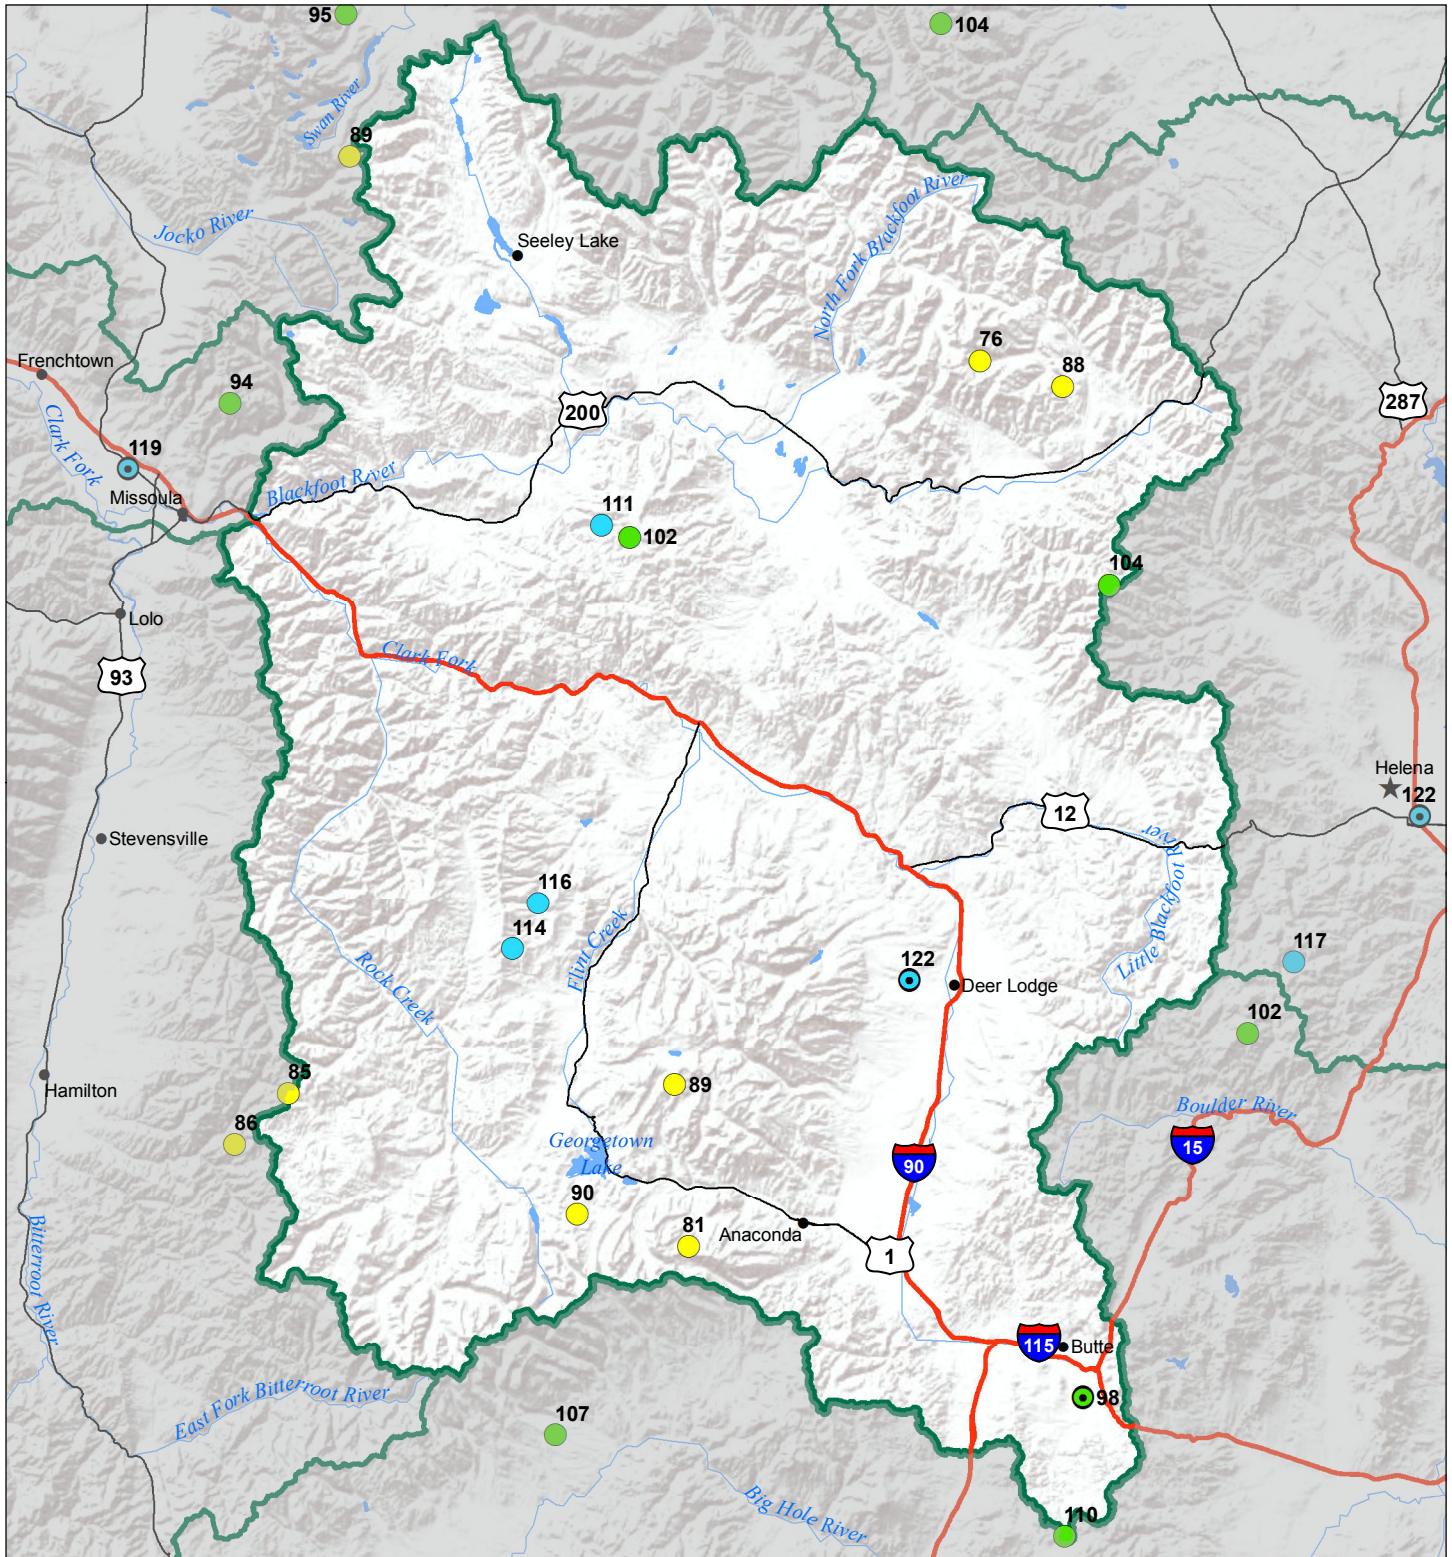 95
104
Swan River
89
Jocko River
North Fork Blackfoot River
Seeley Lake
76
88
Frenchtown
94
200
287
Clark Fork
119
Blackfoot River
Missoula
111
102
104
Lolo
Clark Fork
93
Helena
122
12
Little Blackfoot River
Stevensville
116
114
Flint Creek
Rock Creek
122
Deer Lodge
117
102
85
89
Hamilton
86
Boulder River
15
Georgetown
Lake
90
90
81
Anaconda
1
Bitterroot River
115
Butte
East Fork Bitterroot River
98
107
Big Hole River
110